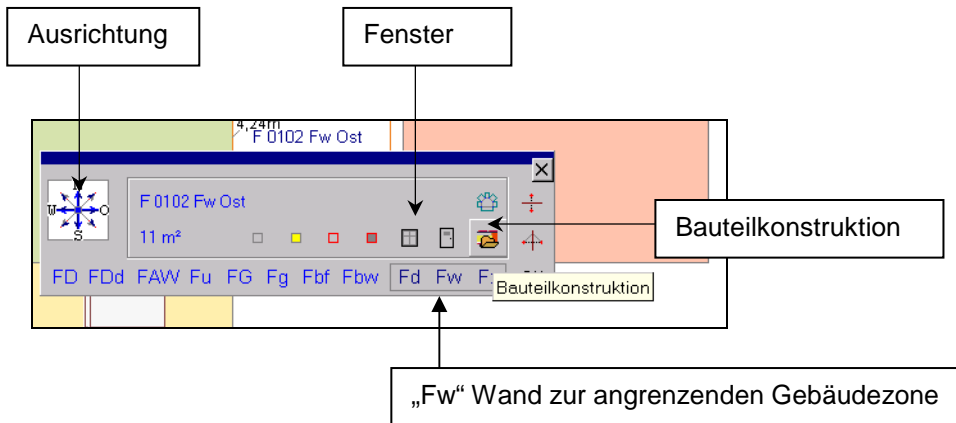 Ausrichtung
Fenster
4,24m
F 0102 Fw Ost
W O
S
F 0102 Fw Ost
11 m²
Bauteilkonstruktion
FD FDd FAW Fu FG Fg Fbf Fbw Fd Fw
Bauteilkonstruktion
„Fw“ Wand zur angrenzenden Gebäudezone